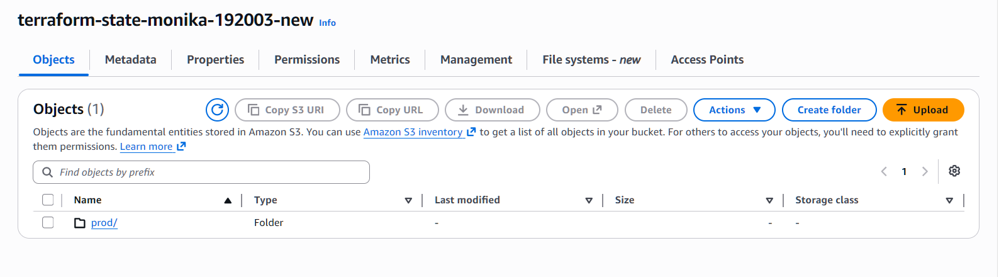 terraform-state-monika-192003-new Info
Objects Metadata Properties Permissions Metrics Management File systems - new Access Points
Objects (1) Copy S3 URI Copy URL Download Open Delete Actions Create folder Upload
Objects are the fundamental entities stored in Amazon S3. You can use Amazon S3 inventory to get a list of all objects in your bucket. For others to access your objects, you'll need to explicitly grant
them permissions. Learn more
Find objects by prefix 1
Name Type Last modified Size Storage class
prod/ Folder - - -